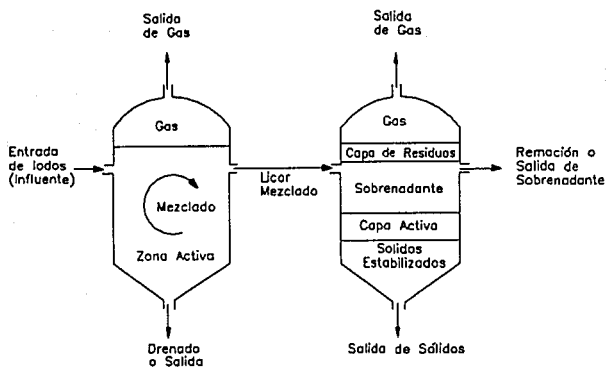 Salida
de Gas
Salida
de Gas
Gas
Gas
Capa de Residuos
Entrada
de lodos
(Influente)
Licor
Mezclado
Remoción o
Salida de
Sobrenadante
Sobrenadante
Mezclado
Capa Activa
Zona Activa
Solidos
Estabilizados
Drenado
o Salida
Salida de Sólidos